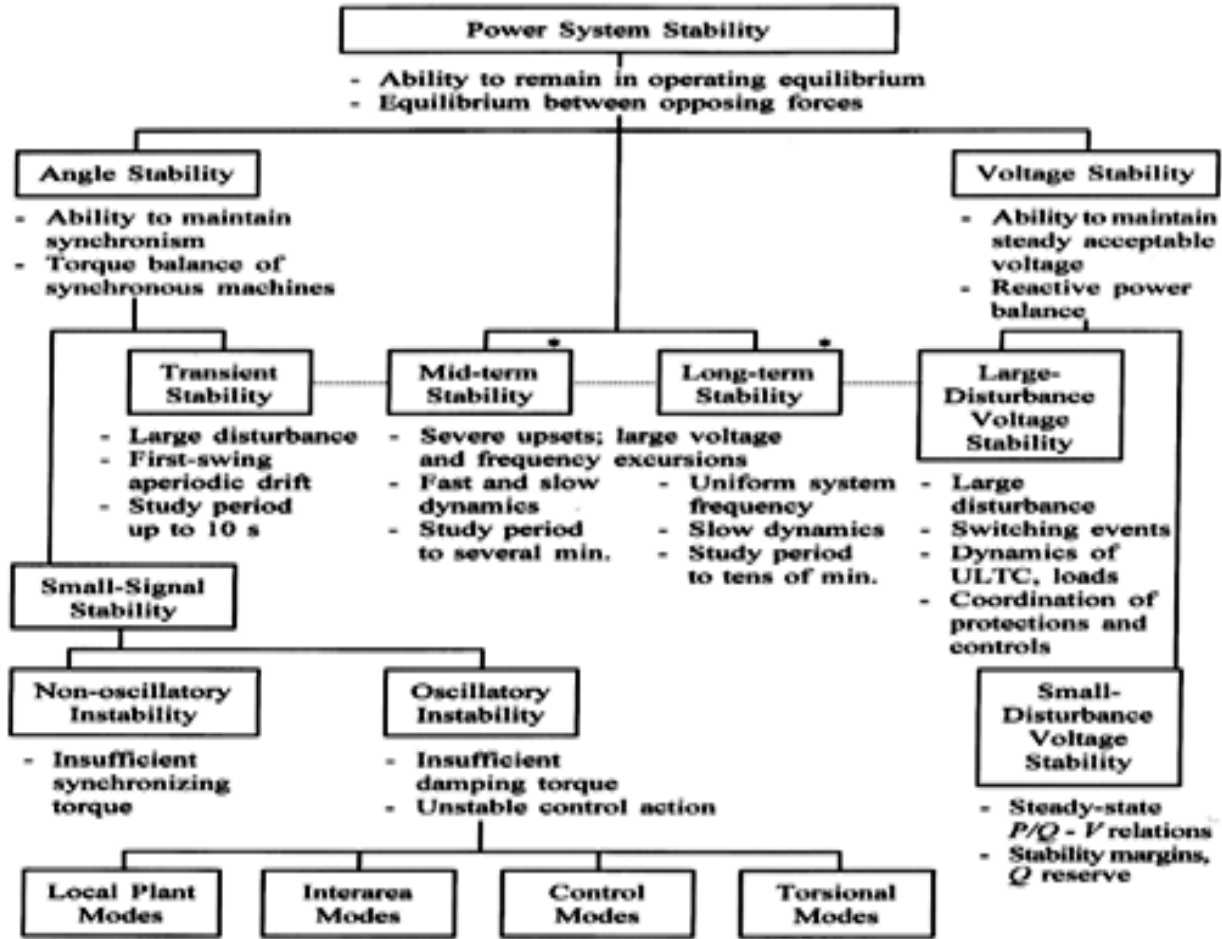 Power System Stability
- Ability to remain in operating equilibrium
- Equilibrium between opposing forces
Angle Stability
- Ability to maintain
synchronism
- Torque balance of
synchronous machines
Voltage Stability
- Ability to maintain
steady acceptable
voltage
- Reactive power
balance
Transient
Stability
- Large disturbance
- First-swing
aperiodic drift
- Study period
up to 10 s
*
Mid-term
Stability
- Severe upsets; large voltage
and frequency excursions
- Fast and slow
dynamics
- Study period
to several min.
*
Long-term
Stability
- Uniform system
frequency
- Slow dynamics
- Study period
to tens of min.
Large-
Disturbance
Voltage
Stability
- Large
disturbance
- Switching events
- Dynamics of
ULTC, loads
- Coordination of
protections and
controls
Small-Signal
Stability
Non-oscillatory
Instability
- Insufficient
synchronizing
torque
Oscillatory
Instability
- Insufficient
damping torque
- Unstable control action
Small-
Disturbance
Voltage
Stability
- Steady-state
P/Q - V relations
- Stability margins,
Q reserve
Local Plant
Modes
Interarea
Modes
Control
Modes
Torsional
Modes